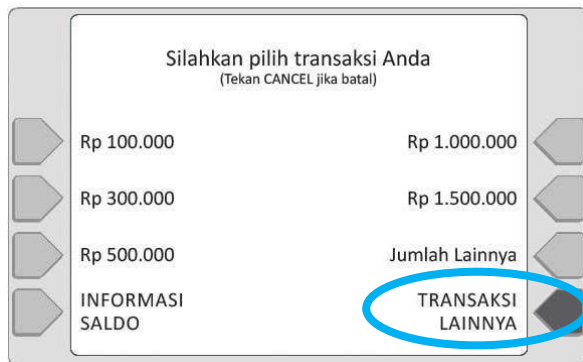 Silahkan pilih transaksi Anda
(Tekan CANCEL jika batal)
Rp 100.000
Rp 1.000.000
Rp 300.000
Rp 1.500.000
Rp 500.000
Jumlah Lainnya
INFORMASI
SALDO
TRANSAKSI
LAINNYA